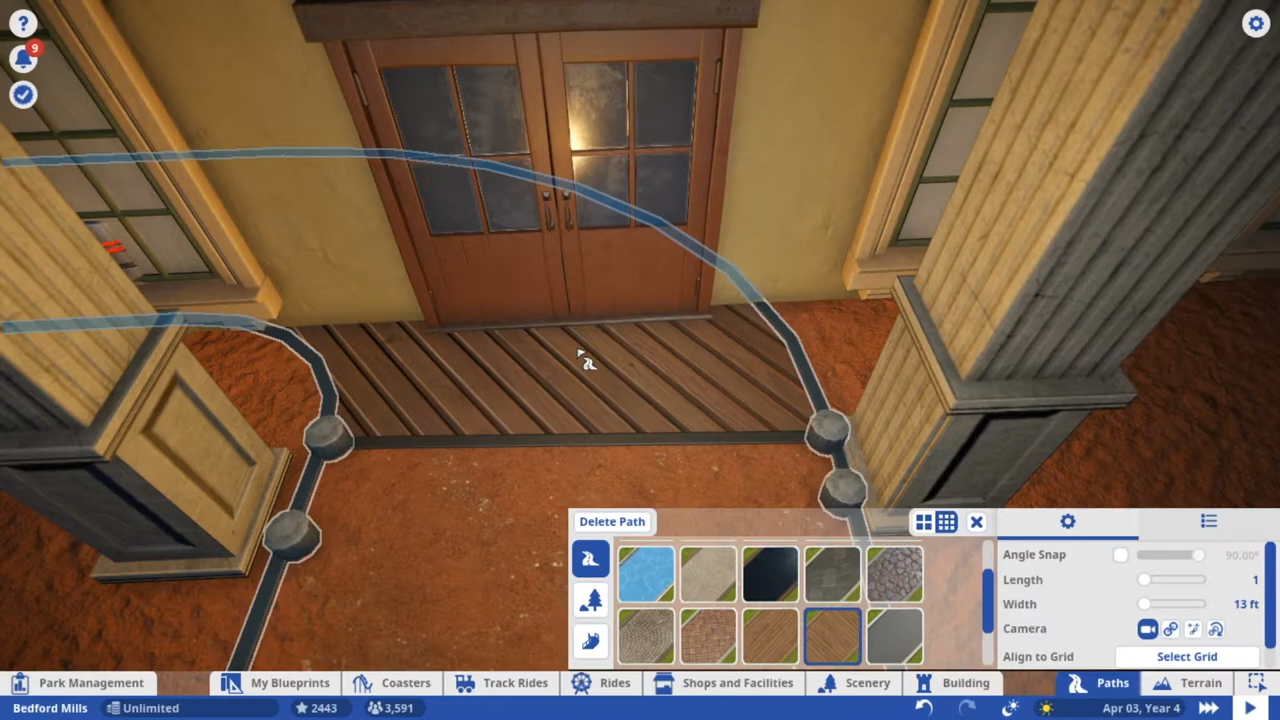 ?
9
Delete Path
Angle Snap 90.00°
Length 1
Width 13 ft
Camera
Align to Grid Select Grid
Park Management My Blueprints Coasters Track Rides Rides Shops and Facilities Scenery Building Paths Terrain
Bedford Mills Unlimited 2443 3,591 Apr 03, Year 4